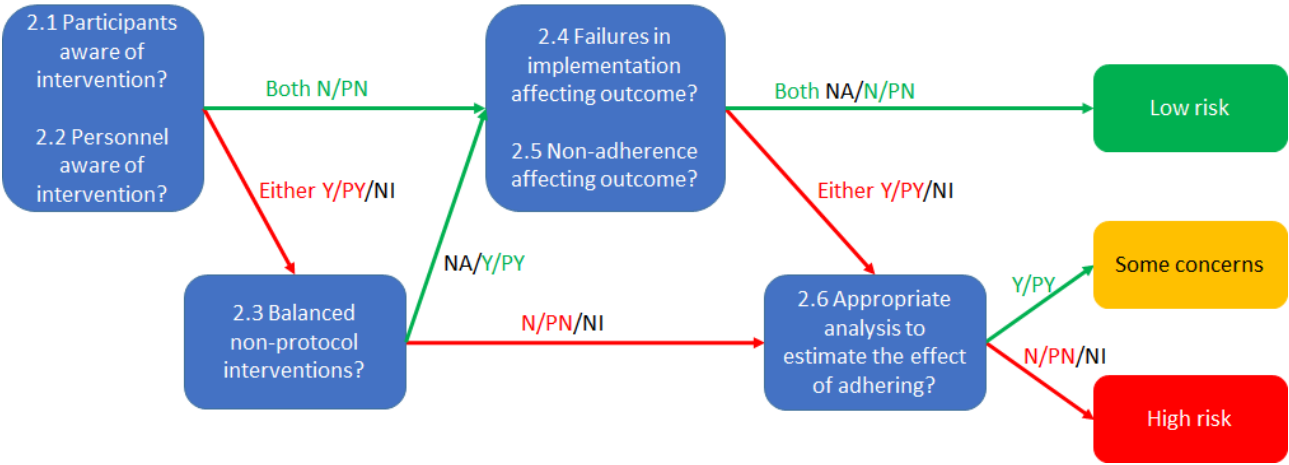 2.1 Participants
aware of
intervention?
2.2 Personnel
aware of
intervention?
Both N/PN
Either Y/PY/NI
2.3 Balanced
non-protocol
interventions?
NA/Y/PY
N/PN/NI
2.4 Failures in
implementation
affecting outcome?
2.5 Non-adherence
affecting outcome?
Both NA/N/PN
Either Y/PY/NI
2.6 Appropriate
analysis to
estimate the effect
of adhering?
Y/PY
N/PN/NI
Low risk
Some concerns
High risk